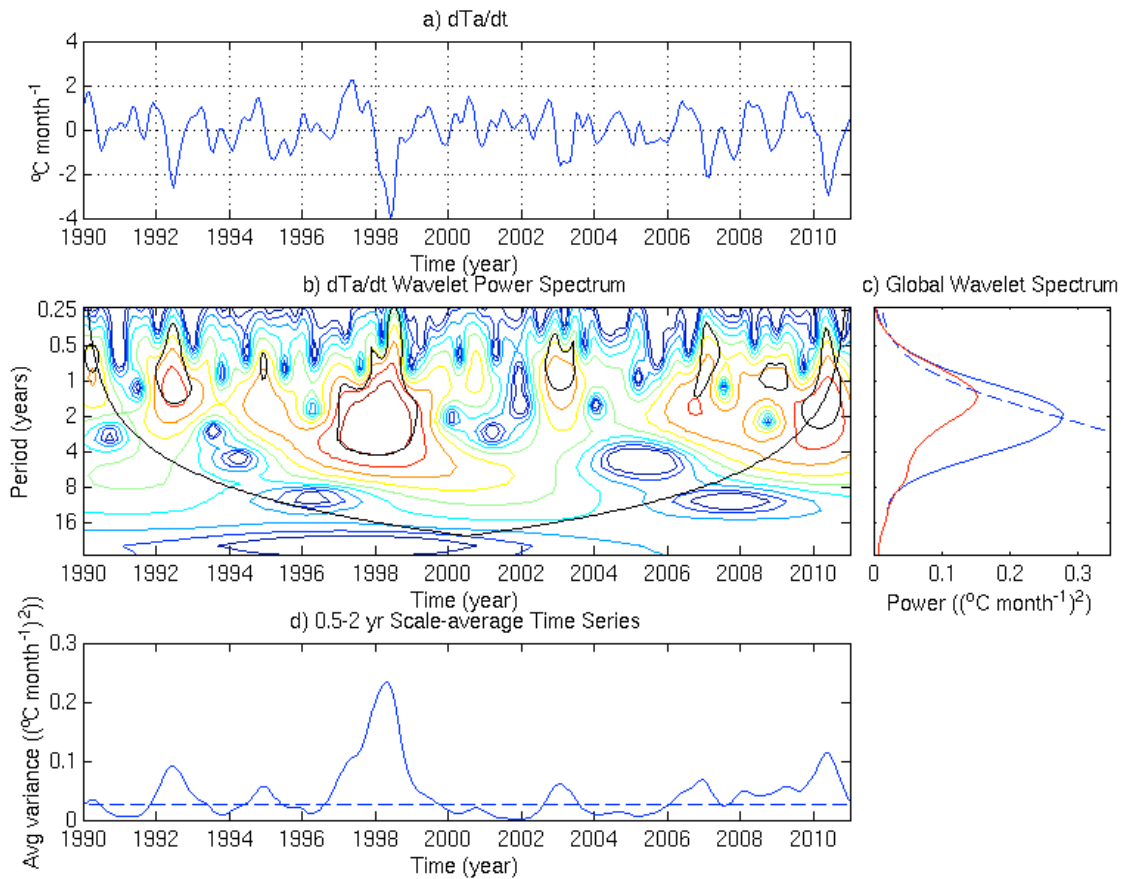 a) dTa/dt
4
2
0
-2
-4
ºC month-1
1990 1992 1994 1996 1998 2000 2002 2004 2006 2008 2010
Time (year)
b) dTa/dt Wavelet Power Spectrum
0.25
0.5
1
2
4
8
16
Period (years)
1990 1992 1994 1996 1998 2000 2002 2004 2006 2008 2010
Time (year)
c) Global Wavelet Spectrum
0 0.1 0.2 0.3
Power ((ºC month-1)2)
d) 0.5-2 yr Scale-average Time Series
0.3
0.2
0.1
0
Avg variance ((ºC month-1)2))
1990 1992 1994 1996 1998 2000 2002 2004 2006 2008 2010
Time (year)